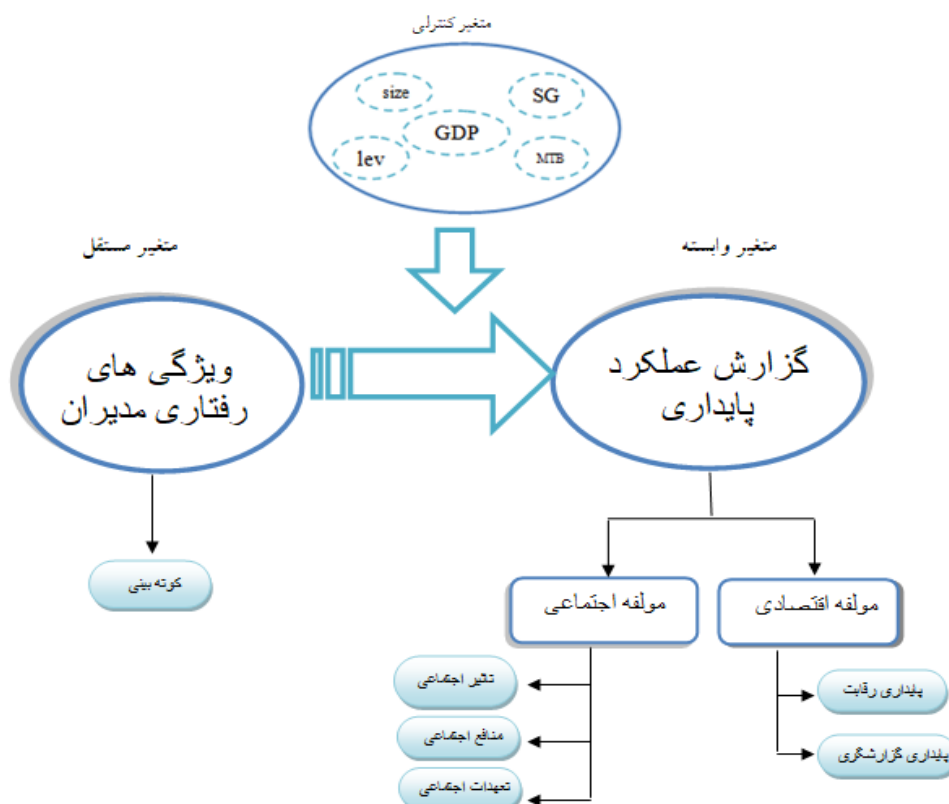 متغیر کنترلی
size
SG
GDP
lev
MTB
متغیر وابسته
متغیر مستقل
گزارش عملکرد
پایداری
ویژگی های
رفتاری مدیران
کوته بینی
مولفه اقتصادی
مولفه اجتماعی
پایداری رقابت
پایداری گزارشگری
تاثیر اجتماعی
منافع اجتماعی
تعهدات اجتماعی